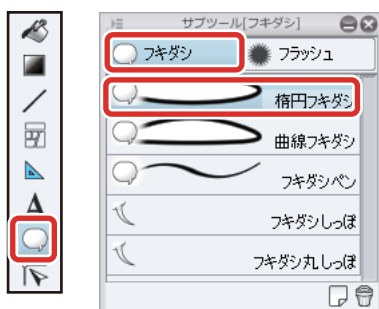 サブツール[フキダシ]
フキダシ
フラッシュ
楕円フキダシ
曲線フキダシ
フキダシペン
フキダシしっぽ
フキダシ丸しっぽ
A